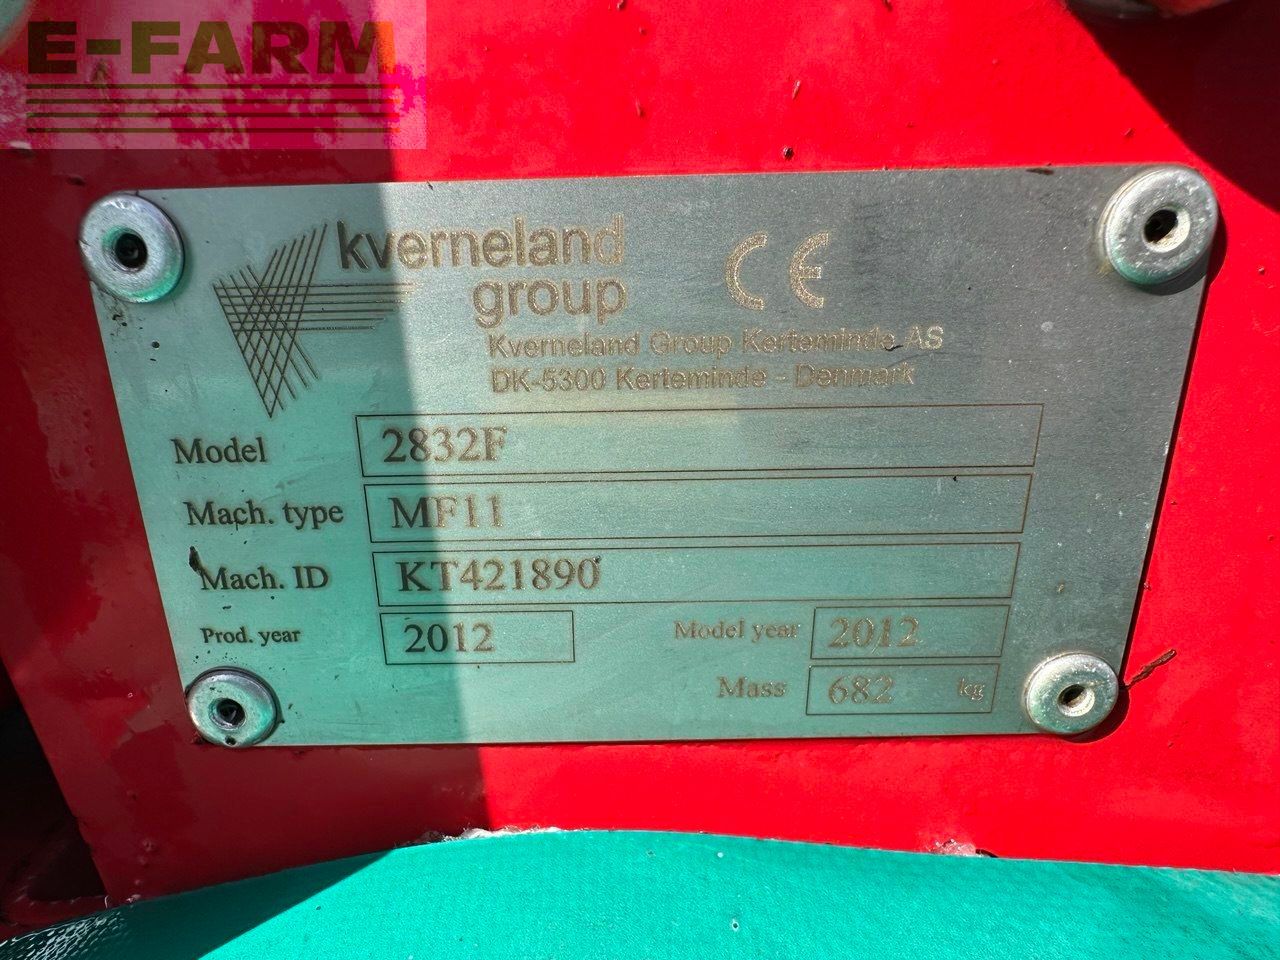 E-FARM
kverneland
group
CE
Kverneland Group Kerteminde AS
DK-5300 Kerteminde - Denmark
Model 2832F
Mach. type MF11
Mach. ID KT421890
Prod. year 2012 Model year 2012
Mass 682 kg